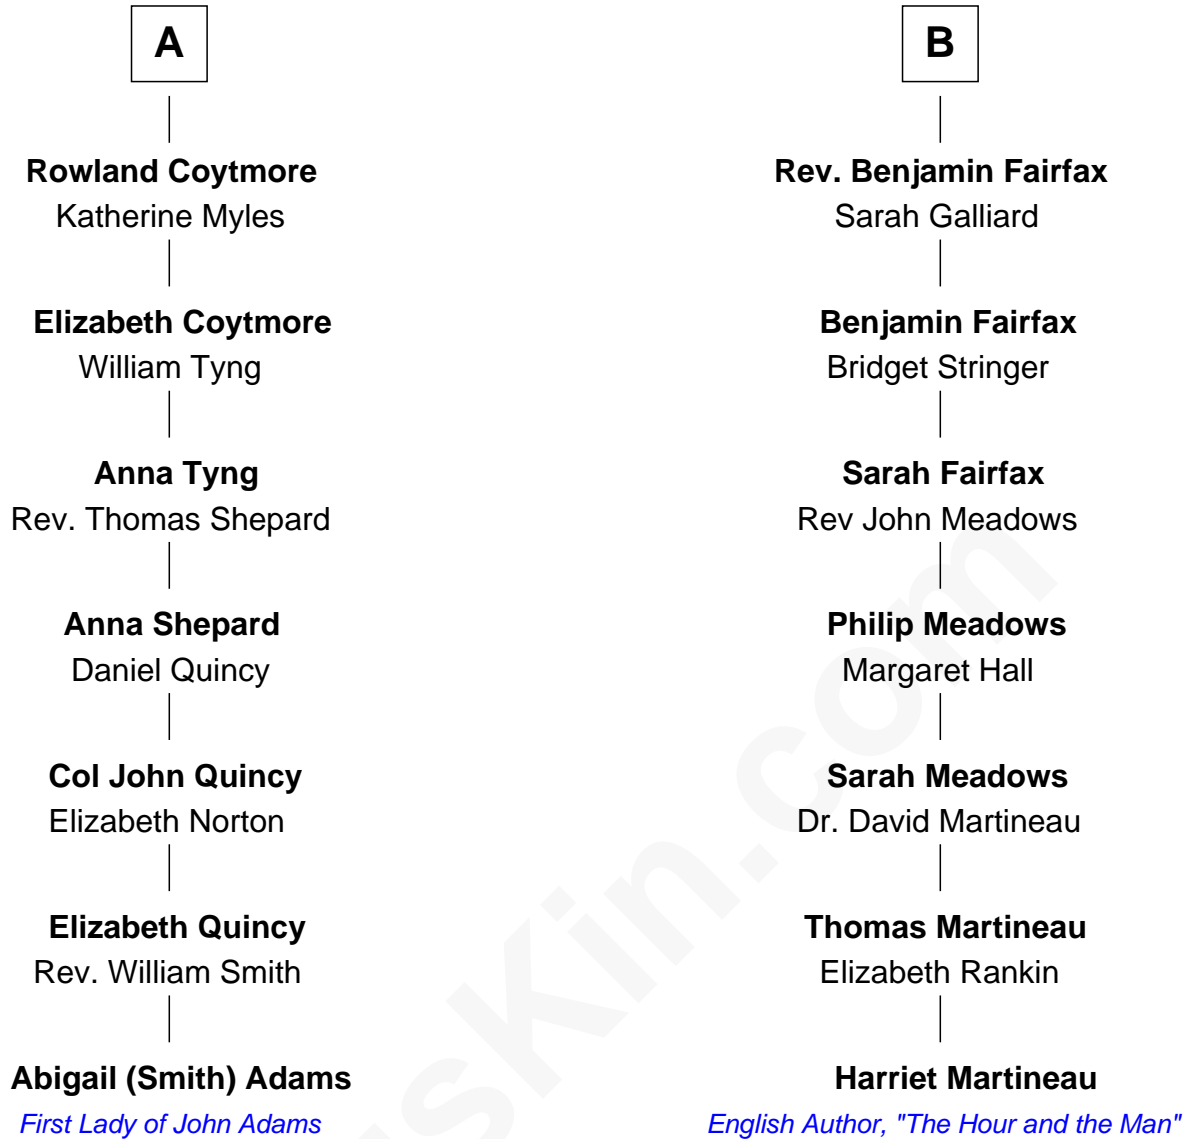 A
Rowland Coytmore
Katherine Myles
Elizabeth Coytmore
William Tyng
Anna Tyng
Rev. Thomas Shepard
Anna Shepard
Daniel Quincy
Col John Quincy
Elizabeth Norton
Elizabeth Quincy
Rev. William Smith
Abigail (Smith) Adams
First Lady of John Adams
B
Rev. Benjamin Fairfax
Sarah Galliard
Benjamin Fairfax
Bridget Stringer
Sarah Fairfax
Rev John Meadows
Philip Meadows
Margaret Hall
Sarah Meadows
Dr. David Martineau
Thomas Martineau
Elizabeth Rankin
Harriet Martineau
English Author, "The Hour and the Man"